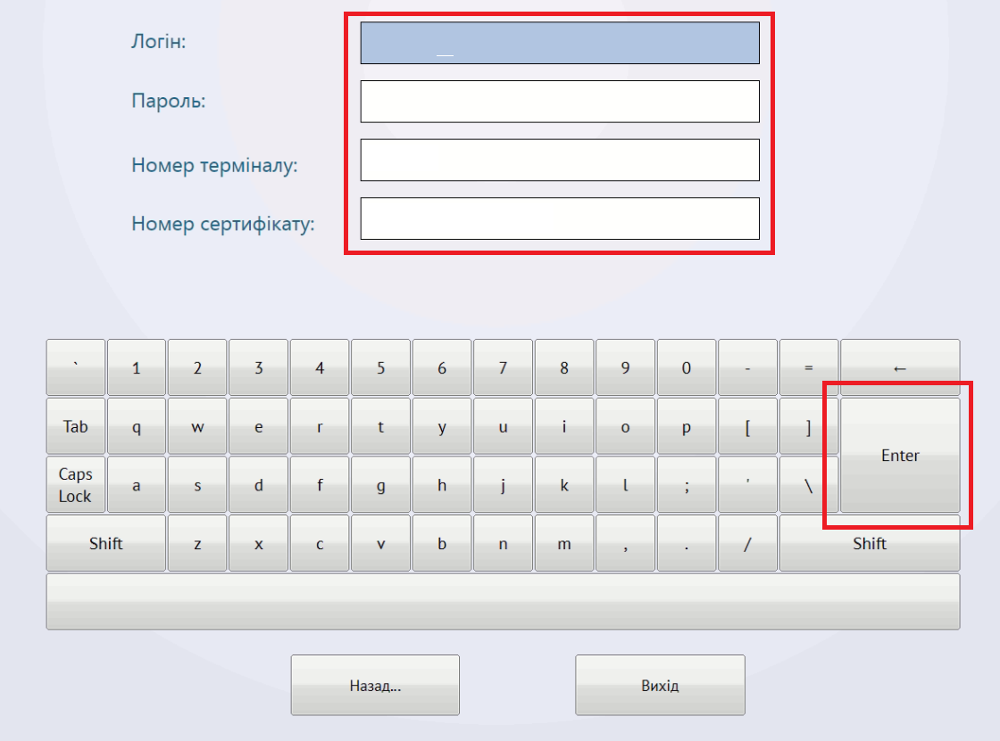 Логін:
Пароль:
Номер терміналу:
Номер сертифікату:
` 1 2 3 4 5 6 7 8 9 0 - = ←
Tab q w e r t y u i o p [ ] Enter
Caps Lock a s d f g h j k l ; ' \
Shift z x c v b n m , . / Shift
Назад... Вихід